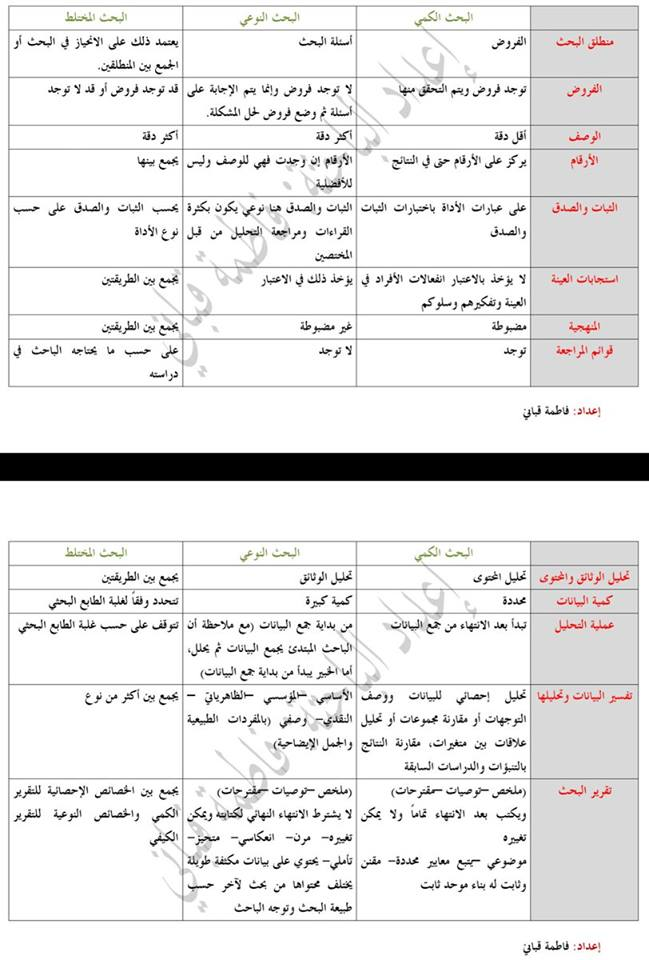 البحث الكمي البحث النوعي البحث المختلط
منطلق البحث الفروض أسئلة البحث يعتمد ذلك على الانحياز في البحث أو
الجمع بين المنطلقين.
الفروض توجد فروض ويتم التحقق منها لا توجد فروض وإنما يتم الإجابة على قد توجد فروض أو قد لا توجد
أسئلة ثم وضع فروض لحل المشكلة.
الوصف أقل دقة أكثر دقة أكثر دقة
الأرقام يركز على الأرقام حتى في النتائج الأرقام إن وجدت فهي للوصف وليس يجمع بينها
للأفضلية
الثبات والصدق على عبارات الأداة باختبارات الثبات الثبات والصدق هنا نوعي يكون بكثرة يحسب الثبات والصدق على حسب
والصدق القراءات ومراجعة التحليل من قبل نوع الأداة
المختصين
استجابات العينة لا يؤخذ بالاعتبار انفعالات الأفراد في يؤخذ ذلك في الاعتبار يجمع بين الطريقتين
العينة وتفكيرهم وسلوكم
المنهجية مضبوطة غير مضبوطة يجمع بين الطريقتين
قوائم المراجعة توجد لا توجد على حسب ما يحتاجه الباحث في
دراسته
إعداد: فاطمة قباني
البحث الكمي البحث النوعي البحث المختلط
تحليل الوثائق والمحتوى تحليل المحتوى تحليل الوثائق يجمع بين الطريقتين
كمية البيانات محددة كمية كبيرة تتحدد وفقاً لغلبة الطابع البحثي
عملية التحليل تبدأ بعد الانتهاء من جمع البيانات من بداية جمع البيانات (مع ملاحظة أن تتوقف على حسب غلبة الطابع البحثي
الباحث المبتدئ يجمع البيانات ثم يحلل،
أما الخبير يبدأ من بداية جمع البيانات)
تفسير البيانات وتحليلها تحليل إحصائي للبيانات ووصف الأساسي –المؤسسي –الظاهرياتي – يجمع بين أكثر من نوع
التوجهات أو مقارنة مجموعات أو تحليل النقدي– وصفي (بالمفردات الطبيعية
علاقات بين متغيرات، مقارنة النتائج والجمل الإيضاحية)
بالتنبؤات والدراسات السابقة
تقرير البحث (ملخص –توصيات –مقترحات) (ملخص –توصيات –مقترحات) يجمع بين الخصائص الإحصائية للتقرير
ويكتب بعد الانتهاء تماماً ولا يمكن لا يشترط الانتهاء النهائي لكتابته ويمكن الكمي والخصائص النوعية للتقرير
تغييره تغييره– مرن– انعكاسي– متحيز– الكيفي
موضوعي –يتبع معايير محددة– مقنن تأملي– يحتوي على بيانات مكثفة طويلة
وثابت له بناء موحد ثابت يختلف محتواها من بحث لآخر حسب
طبيعة البحث وتوجه الباحث
إعداد: فاطمة قباني
إعداد الباحثة: فاطمة قباني
إعداد الباحثة: فاطمة قباني